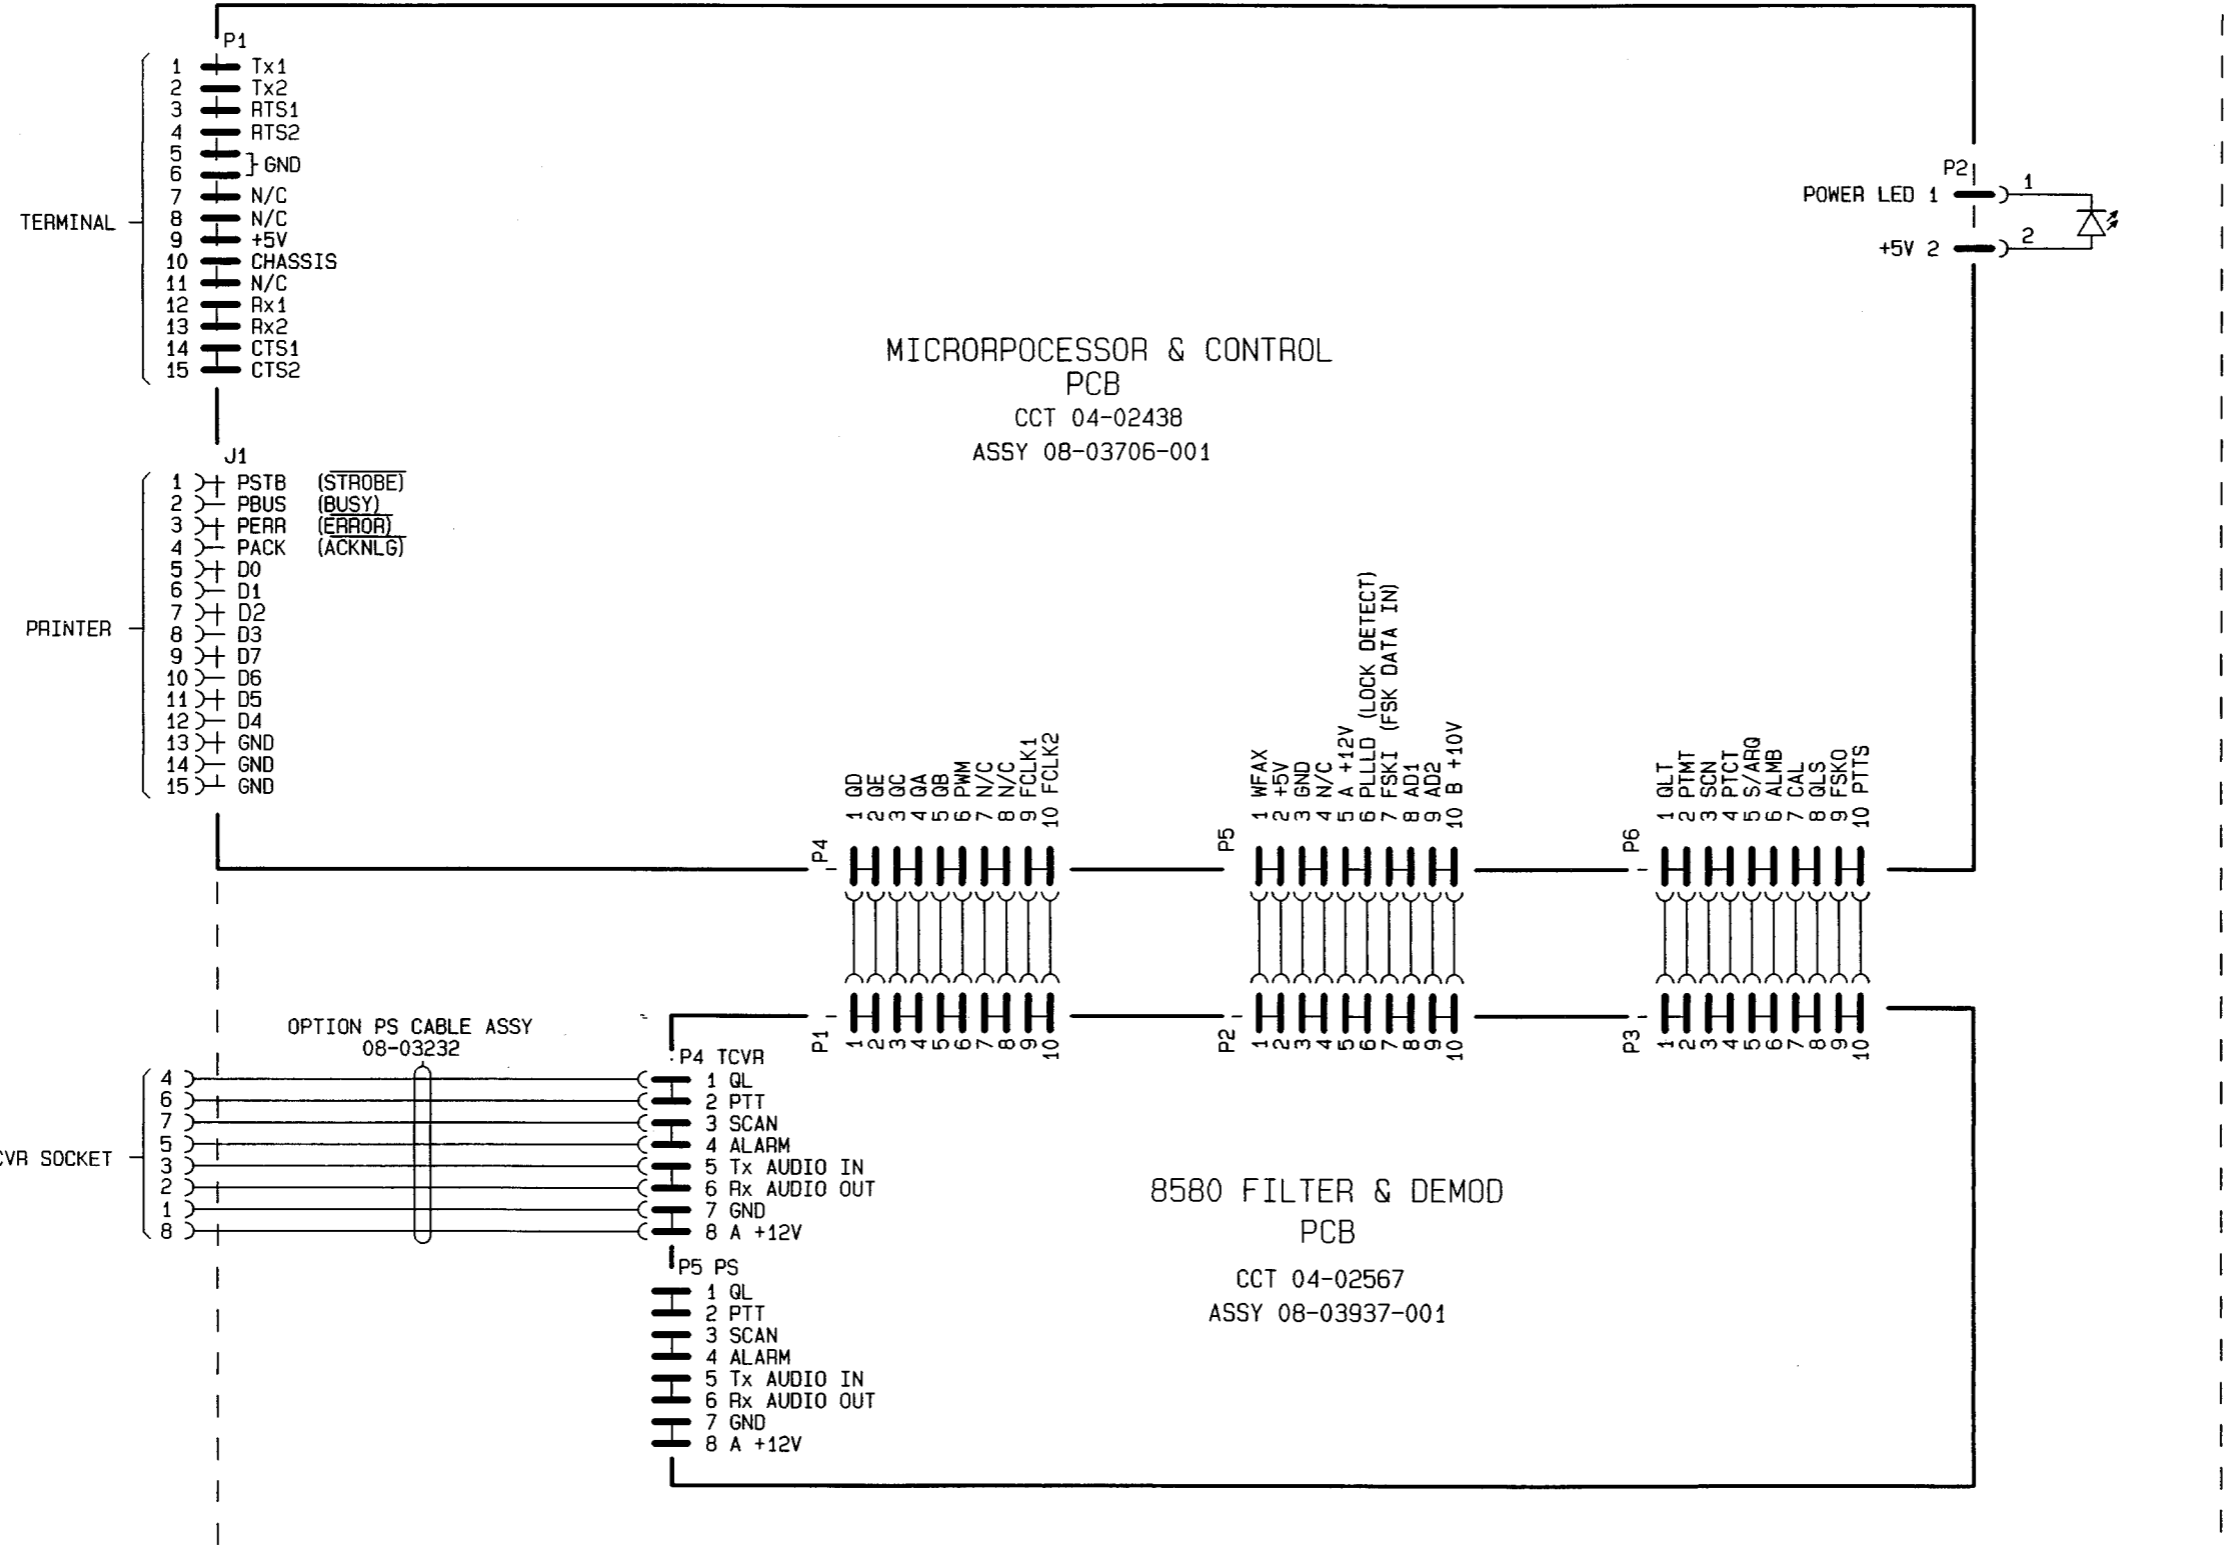 P1
1 Tx1
2 Tx2
3 RTS1
4 RTS2
5
6
GND
7 N/C
8 N/C
9 +5V
10 CHASSIS
11 N/C
12 Rx1
13 Rx2
14 CTS1
15 CTS2
TERMINAL
P2
POWER LED 1 1
+5V 2 2
MICRORPOCESSOR & CONTROL
PCB
CCT 04-02438
ASSY 08-03706-001
J1
1 PSTB (STROBE)
2 PBUS (BUSY)
3 PERR (ERROR)
4 PACK (ACKNLG)
5 D0
6 D1
7 D2
8 D3
9 D7
10 D6
11 D5
12 D4
13 GND
14 GND
15 GND
PRINTER
P4
1 QD
2 QE
3 QC
4 QA
5 QB
6 PWM
7 N/C
8 N/C
9 FCLK1
10 FCLK2
P5
1 WFAX
2 +5V
3 GND
4 N/C
5 A +12V
6 PLLLD (LOCK DETECT)
7 FSKI (FSK DATA IN)
8 AD1
9 AD2
10 B +10V
P6
1 QLT
2 PTMT
3 SCN
4 PTCT
5 S/ARQ
6 ALMB
7 CAL
8 QLS
9 FSKO
10 PTTS
P1
1 2 3 4 5 6 7 8 9 10
P2
1 2 3 4 5 6 7 8 9 10
P3
1 2 3 4 5 6 7 8 9 10
OPTION PS CABLE ASSY
08-03232
P4 TCVR
4 1 QL
6 2 PTT
7 3 SCAN
5 4 ALARM
3 5 Tx AUDIO IN
2 6 Rx AUDIO OUT
1 7 GND
8 8 A +12V
CVR SOCKET
P5 PS
1 QL
2 PTT
3 SCAN
4 ALARM
5 Tx AUDIO IN
6 Rx AUDIO OUT
7 GND
8 A +12V
8580 FILTER & DEMOD
PCB
CCT 04-02567
ASSY 08-03937-001